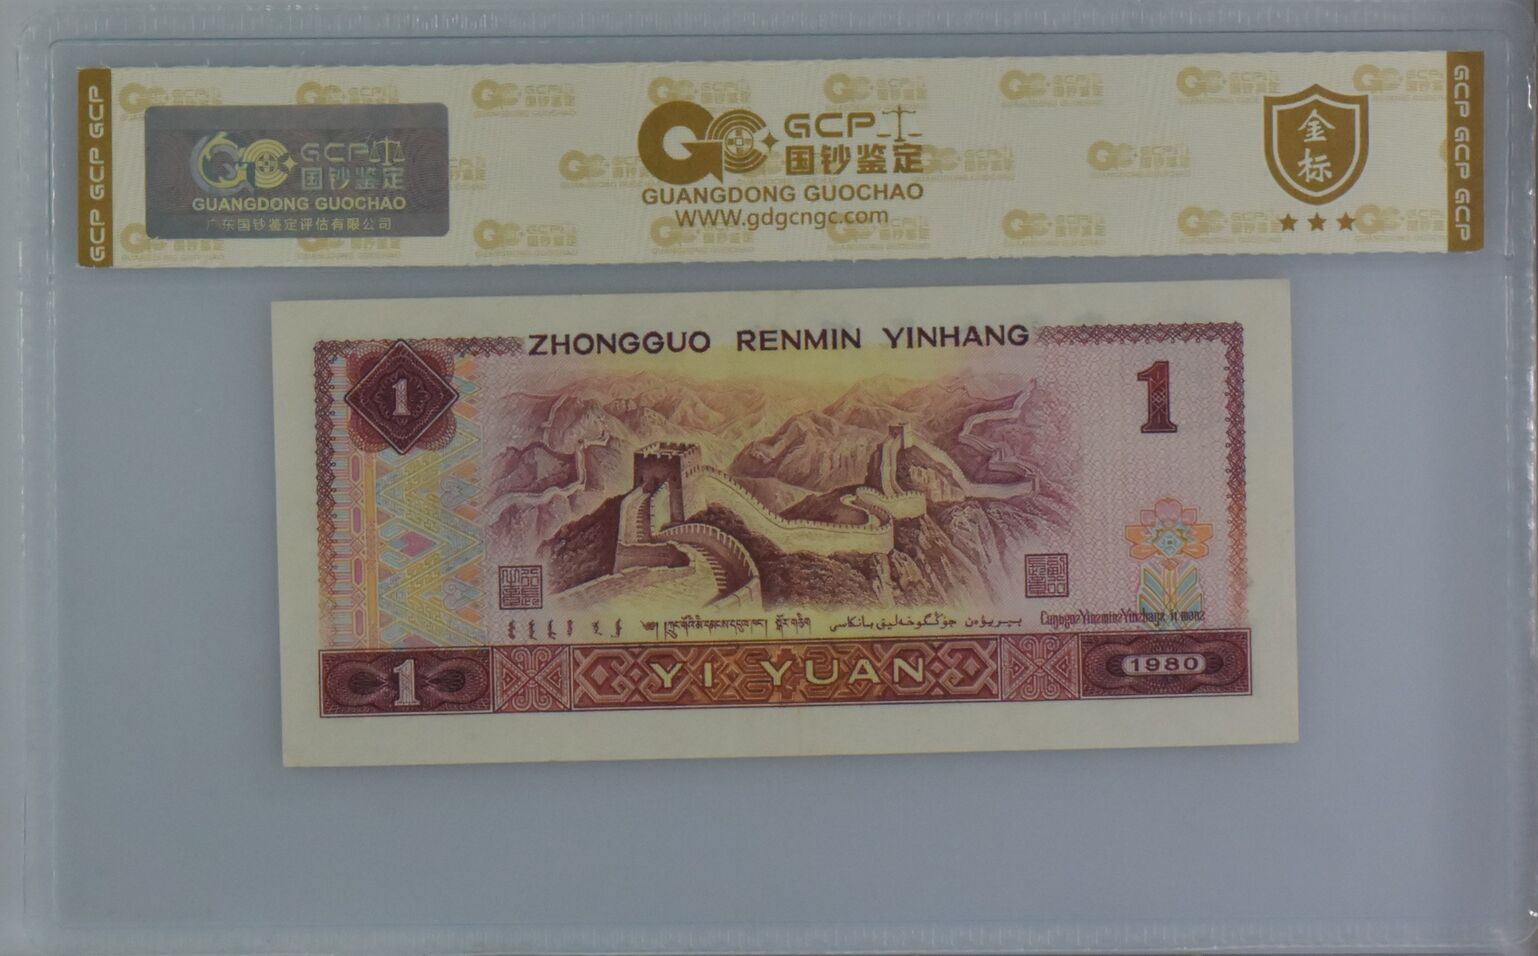 GCP GCP GCP
GCP 国钞鉴定
GUANGDONG GUOCHAO
广东国钞鉴定评估有限公司
GCP
国钞鉴定
GUANGDONG GUOCHAO
WWW.gdgcngc.com
金标
GCP GCP GCP
ZHONGGUO RENMIN YINHANG
1
1
1
YI YUAN
1980